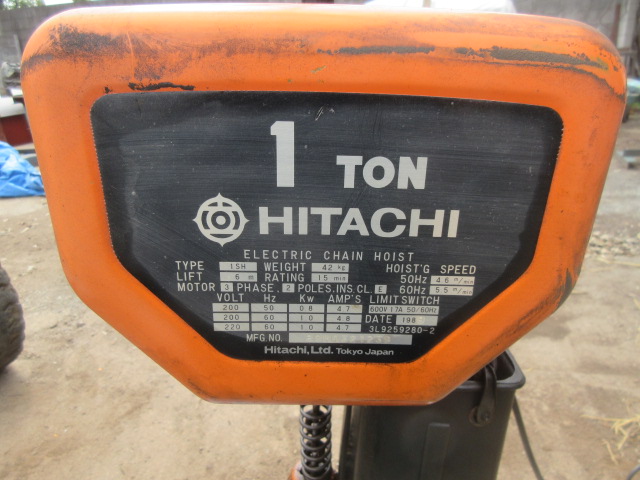 1 TON
HITACHI
ELECTRIC CHAIN HOIST
TYPE 1SH WEIGHT 42 kg HOIST'G SPEED
LIFT 6 m RATING 15 min 50Hz 4.6 m/min
MOTOR 3 PHASE, 2 POLES.INS.CL E 60Hz 5.5 m/min
VOLT Hz Kw AMP'S LIMIT SWITCH
200 50 0.8 4.7 600V 17A 50/60Hz
200 60 1.0 4.8 DATE 198
220 60 1.0 4.7 3L9259280-2
MFG NO.
Hitachi, Ltd. Tokyo Japan